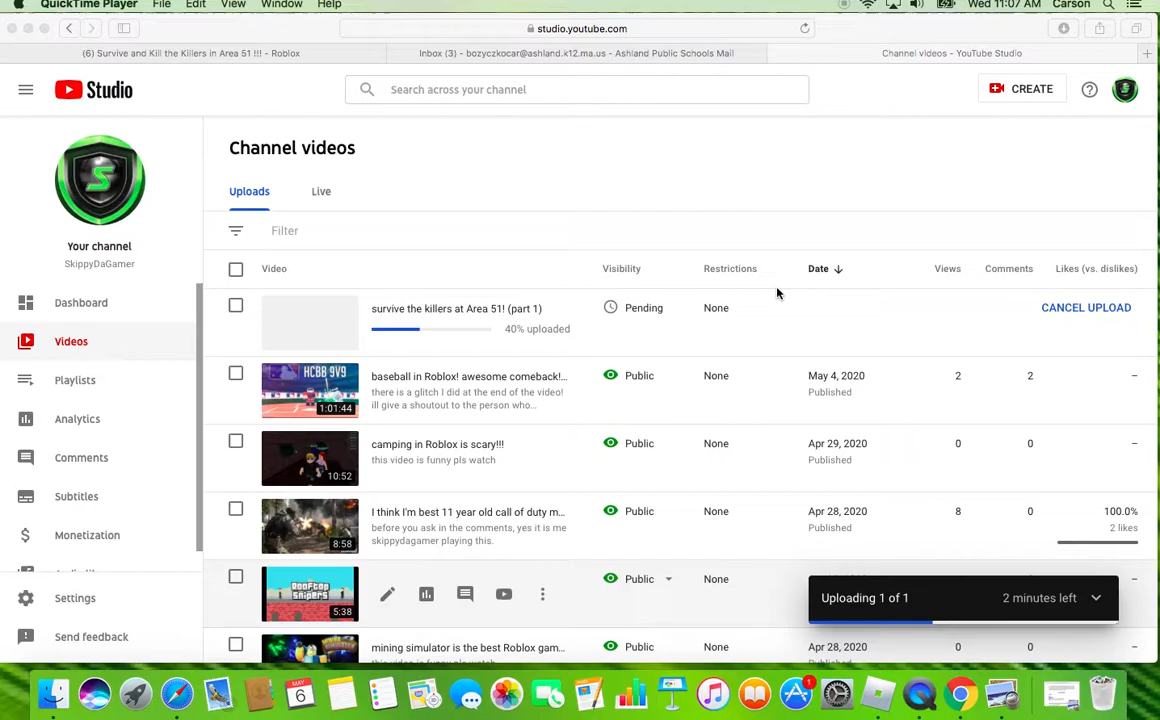 QuickTime Player File Edit View Window Help Wed 11:07 AM Carson
studio.youtube.com
(6) Survive and Kill the Killers in Area 51 !!! - Roblox Inbox (3) - bozyczkocar@ashland.k12.ma.us - Ashland Public Schools Mail Channel videos - YouTube Studio
Studio Search across your channel CREATE
S
Your channel
SkippyDaGamer
Dashboard
Videos
Playlists
Analytics
Comments
Subtitles
Monetization
Settings
Send feedback
Channel videos
Uploads Live
Filter
Video Visibility Restrictions Date Views Comments Likes (vs. dislikes)
survive the killers at Area 51! (part 1) Pending None CANCEL UPLOAD
40% uploaded
HCBB 9V9
1:01:44
baseball in Roblox! awesome comeback!... Public None May 4, 2020 2 2 –
there is a glitch I did at the end of the video! Published
ill give a shoutout to the person who...
camping in Roblox is scary!!! Public None Apr 29, 2020 0 0 –
this video is funny pls watch Published
10:52
I think I'm best 11 year old call of duty m... Public None Apr 28, 2020 8 0 100.0%
before you ask in the comments, yes it is me Published 2 likes
skippydagamer playing this.
8:58
ROOFTOP SNIPERS
5:38
Public None –
Uploading 1 of 1 2 minutes left
mining simulator is the best Roblox gam... Public None Apr 28, 2020 0 0 –
MAY
6
1